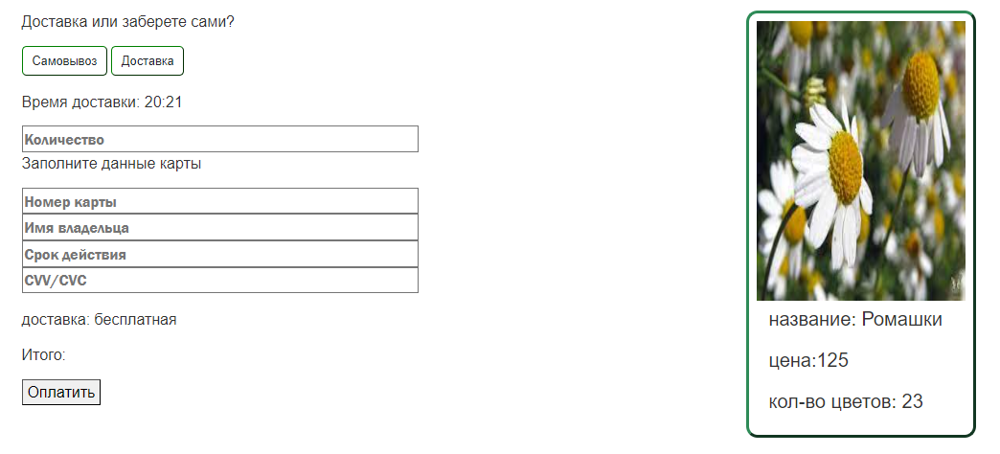 Доставка или заберете сами?
Самовывоз Доставка
Время доставки: 20:21
Количество
Заполните данные карты
Номер карты
Имя владельца
Срок действия
CVV/CVC
доставка: бесплатная
Итого:
Оплатить
название: Ромашки
цена:125
кол-во цветов: 23